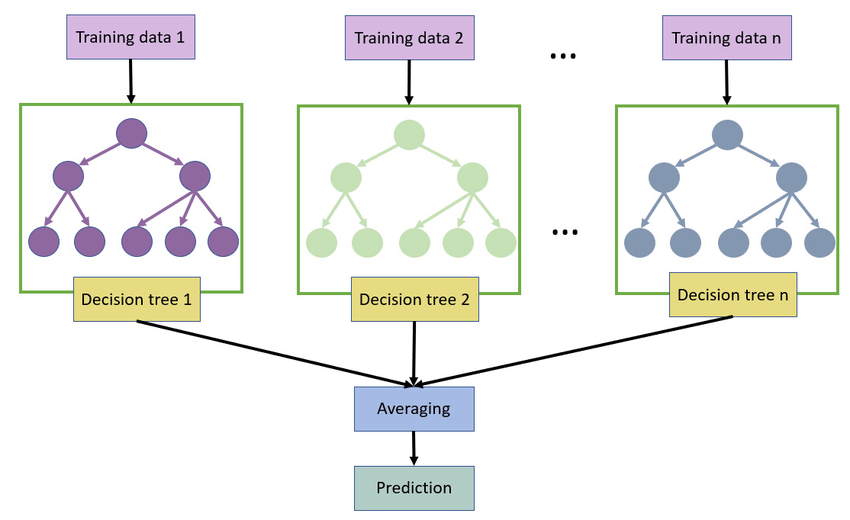 Training data 1
Training data 2
...
Training data n
...
Decision tree 1
Decision tree 2
Decision tree n
Averaging
Prediction